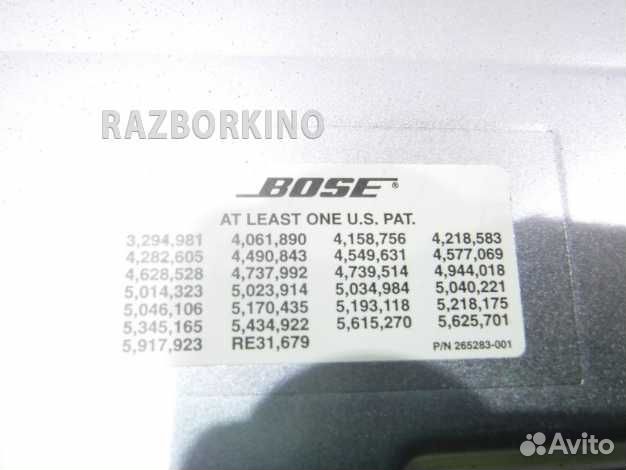 RAZBORKINO
BOSE®
AT LEAST ONE U.S. PAT.
3,294,981 4,061,890 4,158,756 4,218,583
4,282,605 4,490,843 4,549,631 4,577,069
4,628,528 4,737,992 4,739,514 4,944,018
5,014,323 5,023,914 5,034,984 5,040,221
5,046,106 5,170,435 5,193,118 5,218,175
5,345,165 5,434,922 5,615,270 5,625,701
5,917,923 RE31,679 P/N 265283-001
Avito